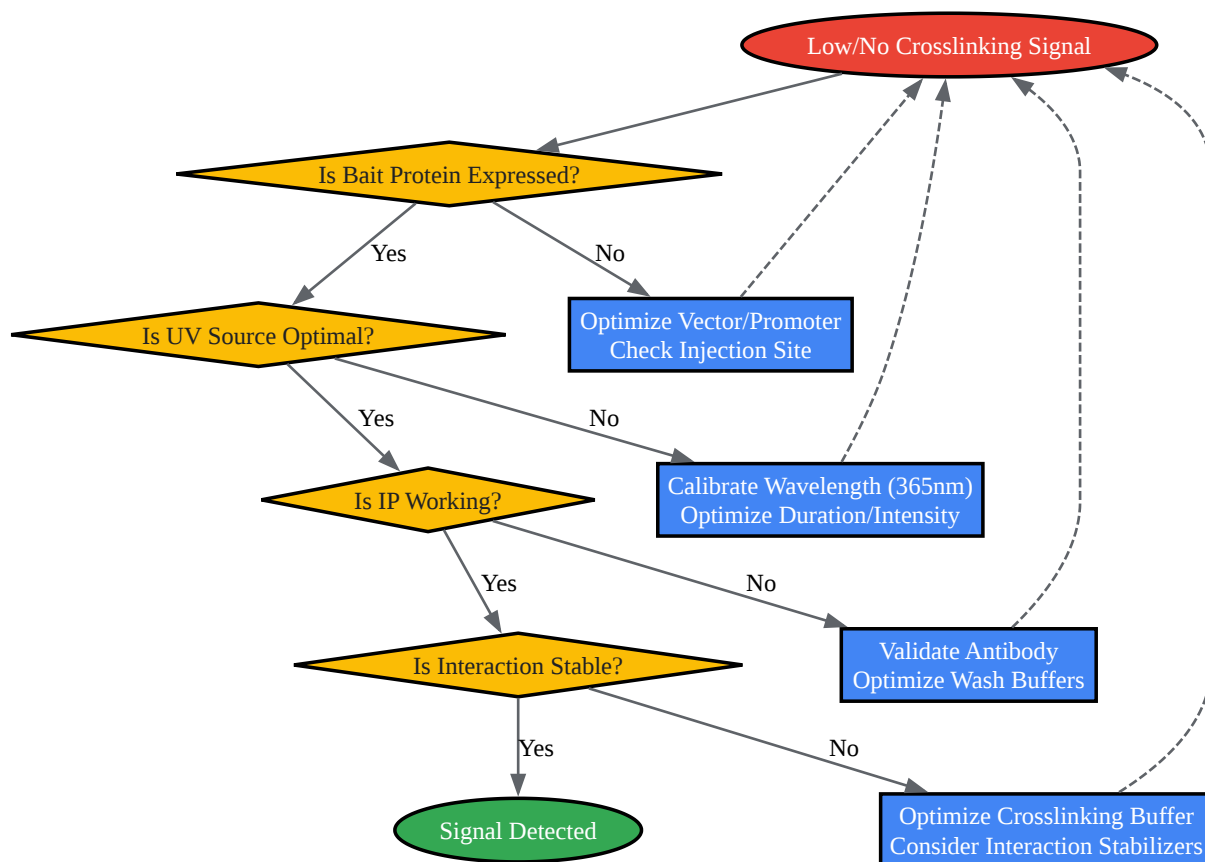 Low/No Crosslinking Signal
Is Bait Protein Expressed?
Yes
No
Is UV Source Optimal?
Optimize Vector/Promoter
Check Injection Site
Yes
No
Is IP Working?
Calibrate Wavelength (365nm)
Optimize Duration/Intensity
Yes
No
Is Interaction Stable?
Validate Antibody
Optimize Wash Buffers
Yes
No
Signal Detected
Optimize Crosslinking Buffer
Consider Interaction Stabilizers